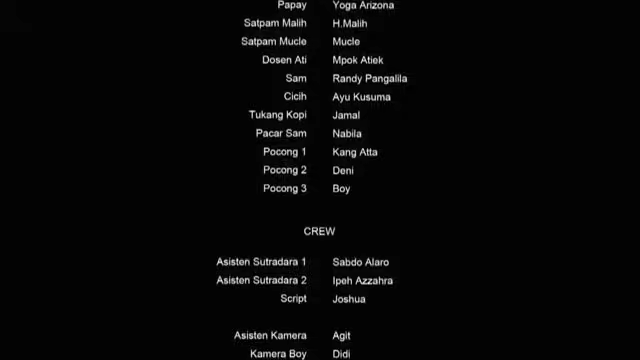 Papay Yoga Arizona
Satpam Malih H.Malih
Satpam Mucle Mucle
Dosen Ati Mpok Atiek
Sam Randy Pangalila
Cicih Ayu Kusuma
Tukang Kopi Jamal
Pacar Sam Nabila
Pocong 1 Kang Atta
Pocong 2 Deni
Pocong 3 Boy
CREW
Asisten Sutradara 1 Sabdo Alaro
Asisten Sutradara 2 Ipeh Azzahra
Script Joshua
Asisten Kamera Agit
Kamera Boy Didi